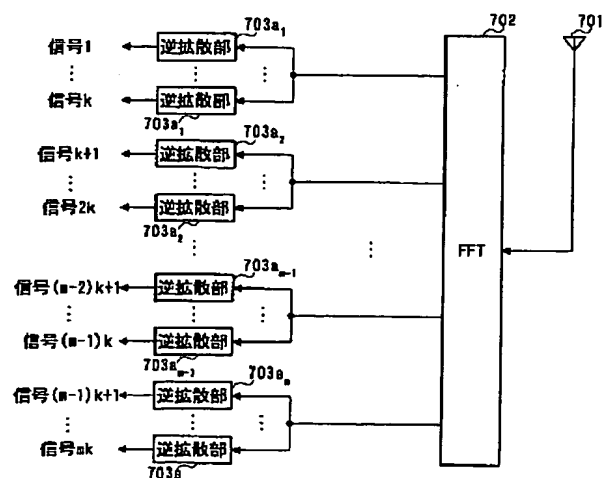 702
701
信号1
逆拡散部
703a1
⋮
⋮
⋮
信号k
逆拡散部
703a1
信号k+1
逆拡散部
703a2
⋮
⋮
⋮
信号2k
逆拡散部
703a2
⋮
⋮
FFT
信号(m-2)k+1
逆拡散部
703am-1
⋮
⋮
⋮
信号(m-1)k
逆拡散部
703am-1
信号(m-1)k+1
逆拡散部
703am
⋮
⋮
⋮
信号mk
逆拡散部